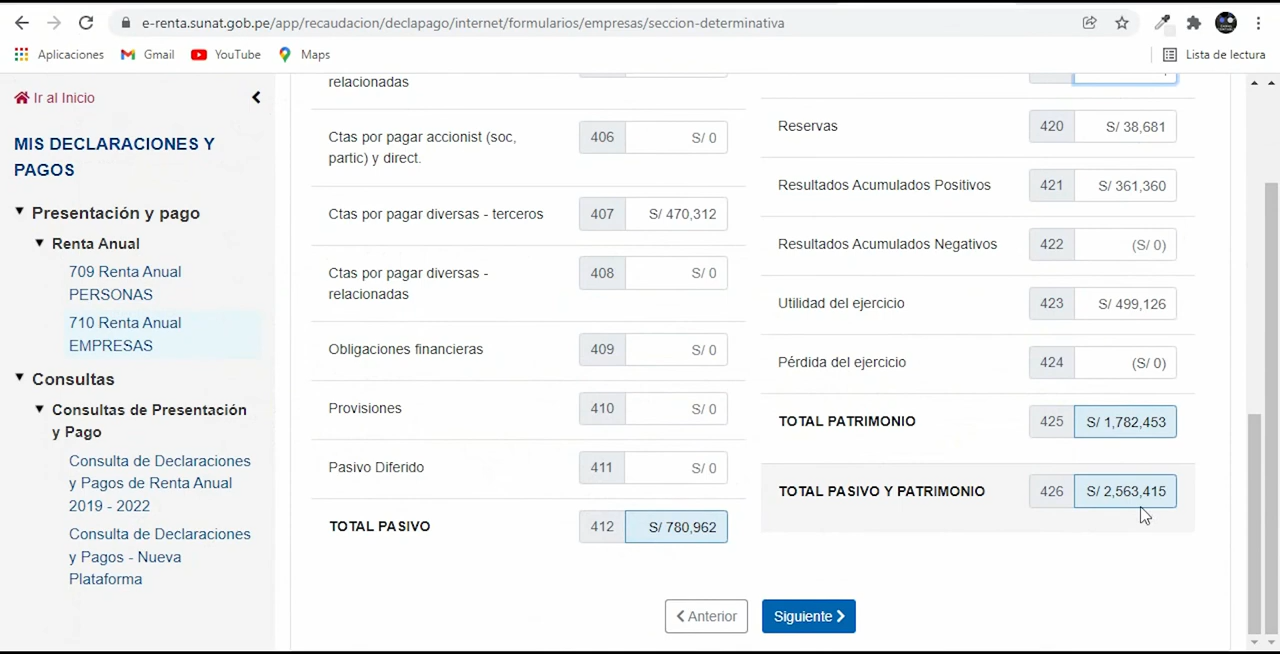 e-renta.sunat.gob.pe/app/recaudacion/declapago/internet/formularios/empresas/seccion-determinativa
Aplicaciones
Gmail
YouTube
Maps
Lista de lectura
Ir al Inicio
MIS DECLARACIONES Y
PAGOS
Presentación y pago
Renta Anual
709 Renta Anual
PERSONAS
710 Renta Anual
EMPRESAS
Consultas
Consultas de Presentación
y Pago
Consulta de Declaraciones
y Pagos de Renta Anual
2019 - 2022
Consulta de Declaraciones
y Pagos - Nueva
Plataforma
relacionadas
Ctas por pagar accionist (soc,
partic) y direct.
406 S/ 0
Ctas por pagar diversas - terceros 407 S/ 470,312
Ctas por pagar diversas -
relacionadas
408 S/ 0
Obligaciones financieras 409 S/ 0
Provisiones 410 S/ 0
Pasivo Diferido 411 S/ 0
TOTAL PASIVO 412 S/ 780,962
Reservas 420 S/ 38,681
Resultados Acumulados Positivos 421 S/ 361,360
Resultados Acumulados Negativos 422 (S/ 0)
Utilidad del ejercicio 423 S/ 499,126
Pérdida del ejercicio 424 (S/ 0)
TOTAL PATRIMONIO 425 S/ 1,782,453
TOTAL PASIVO Y PATRIMONIO 426 S/ 2,563,415
Anterior
Siguiente